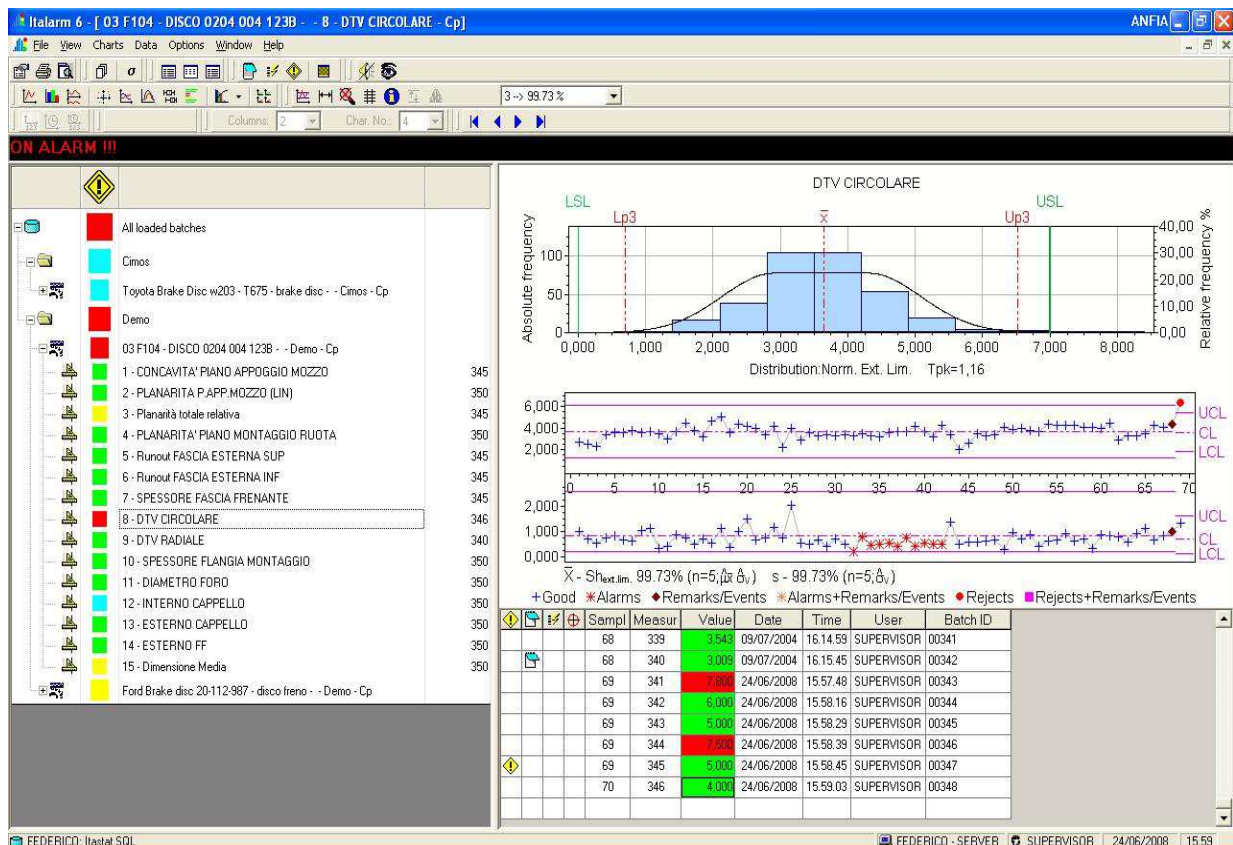 Italarm 6 - [ 03 F104 - DISCO 0204 004 123B - - 8 - DTV CIRCOLARE - Cp]
ANFIA
File View Charts Data Options Window Help
3 --> 99.73 %
Columns: 2 Char. No.: 4
ON ALARM !!!
All loaded batches
Cimos
Toyota Brake Disc w203 - T675 - brake disc - - Cimos - Cp
Demo
03 F104 - DISCO 0204 004 123B - - Demo - Cp
1 - CONCAVITA' PIANO APPOGGIO MOZZO 345
2 - PLANARITA P.APP.MOZZO (LIN) 350
3 - Planarità totale relativa 345
4 - PLANARITA' PIANO MONTAGGIO RUOTA 350
5 - Runout FASCIA ESTERNA SUP 345
6 - Runout FASCIA ESTERNA INF 345
7 - SPESSORE FASCIA FRENANTE 345
8 - DTV CIRCOLARE 346
9 - DTV RADIALE 340
10 - SPESSORE FLANGIA MONTAGGIO 350
11 - DIAMETRO FORO 350
12 - INTERNO CAPPELLO 350
13 - ESTERNO CAPPELLO 350
14 - ESTERNO FF 350
15 - Dimensione Media 350
Ford Brake disc 20-112-987 - disco freno - - Demo - Cp
DTV CIRCOLARE
LSL USL
Lp3 x̄ Up3
Absolute frequency
100
50
0
40,00
30,00
20,00
10,00
0,00
Relative frequency %
0,000 1,000 2,000 3,000 4,000 5,000 6,000 7,000 8,000
Distribution:Norm. Ext. Lim. Tpk=1,16
6,000
4,000
2,000
UCL
CL
LCL
0 5 10 15 20 25 30 35 40 45 50 55 60 65 70
2,000
1,000
0,000
UCL
CL
LCL
X̄ - Sh ext.lim. 99.73% (n=5; s - 99.73% (n=5;
Good Alarms Remarks/Events Alarms+Remarks/Events Rejects Rejects+Remarks/Events
Sampl Measur Value Date Time User Batch ID
68 339 3,543 09/07/2004 16.14.59 SUPERVISOR 00341
68 340 3,009 09/07/2004 16.15.45 SUPERVISOR 00342
69 341 7,800 24/06/2008 15.57.48 SUPERVISOR 00343
69 342 6,000 24/06/2008 15.58.16 SUPERVISOR 00344
69 343 5,000 24/06/2008 15.58.29 SUPERVISOR 00345
69 344 7,500 24/06/2008 15.58.39 SUPERVISOR 00346
69 345 5,000 24/06/2008 15.58.45 SUPERVISOR 00347
70 346 4,000 24/06/2008 15.59.03 SUPERVISOR 00348
FEDERICO: Itastat SQL FEDERICO - SERVER SUPERVISOR 24/06/2008 15.59